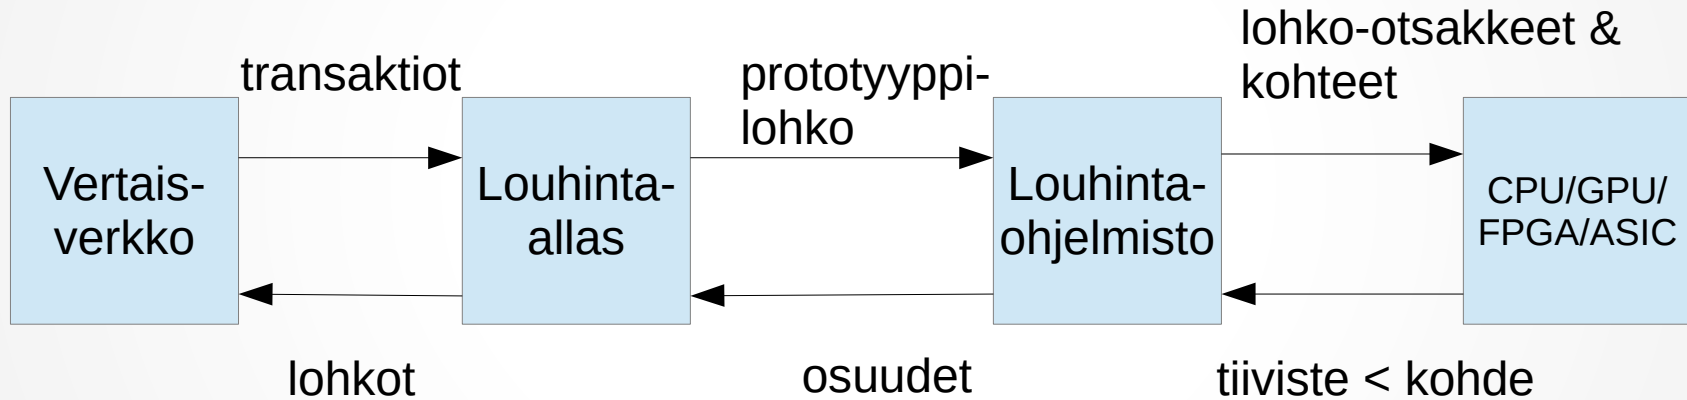 lohko-otsakkeet &
kohteet
transaktiot
prototyyppi-
lohko
Vertais-
verkko
Louhinta-
allas
Louhinta-
ohjelmisto
CPU/GPU/
FPGA/ASIC
lohkot
osuudet
tiiviste < kohde